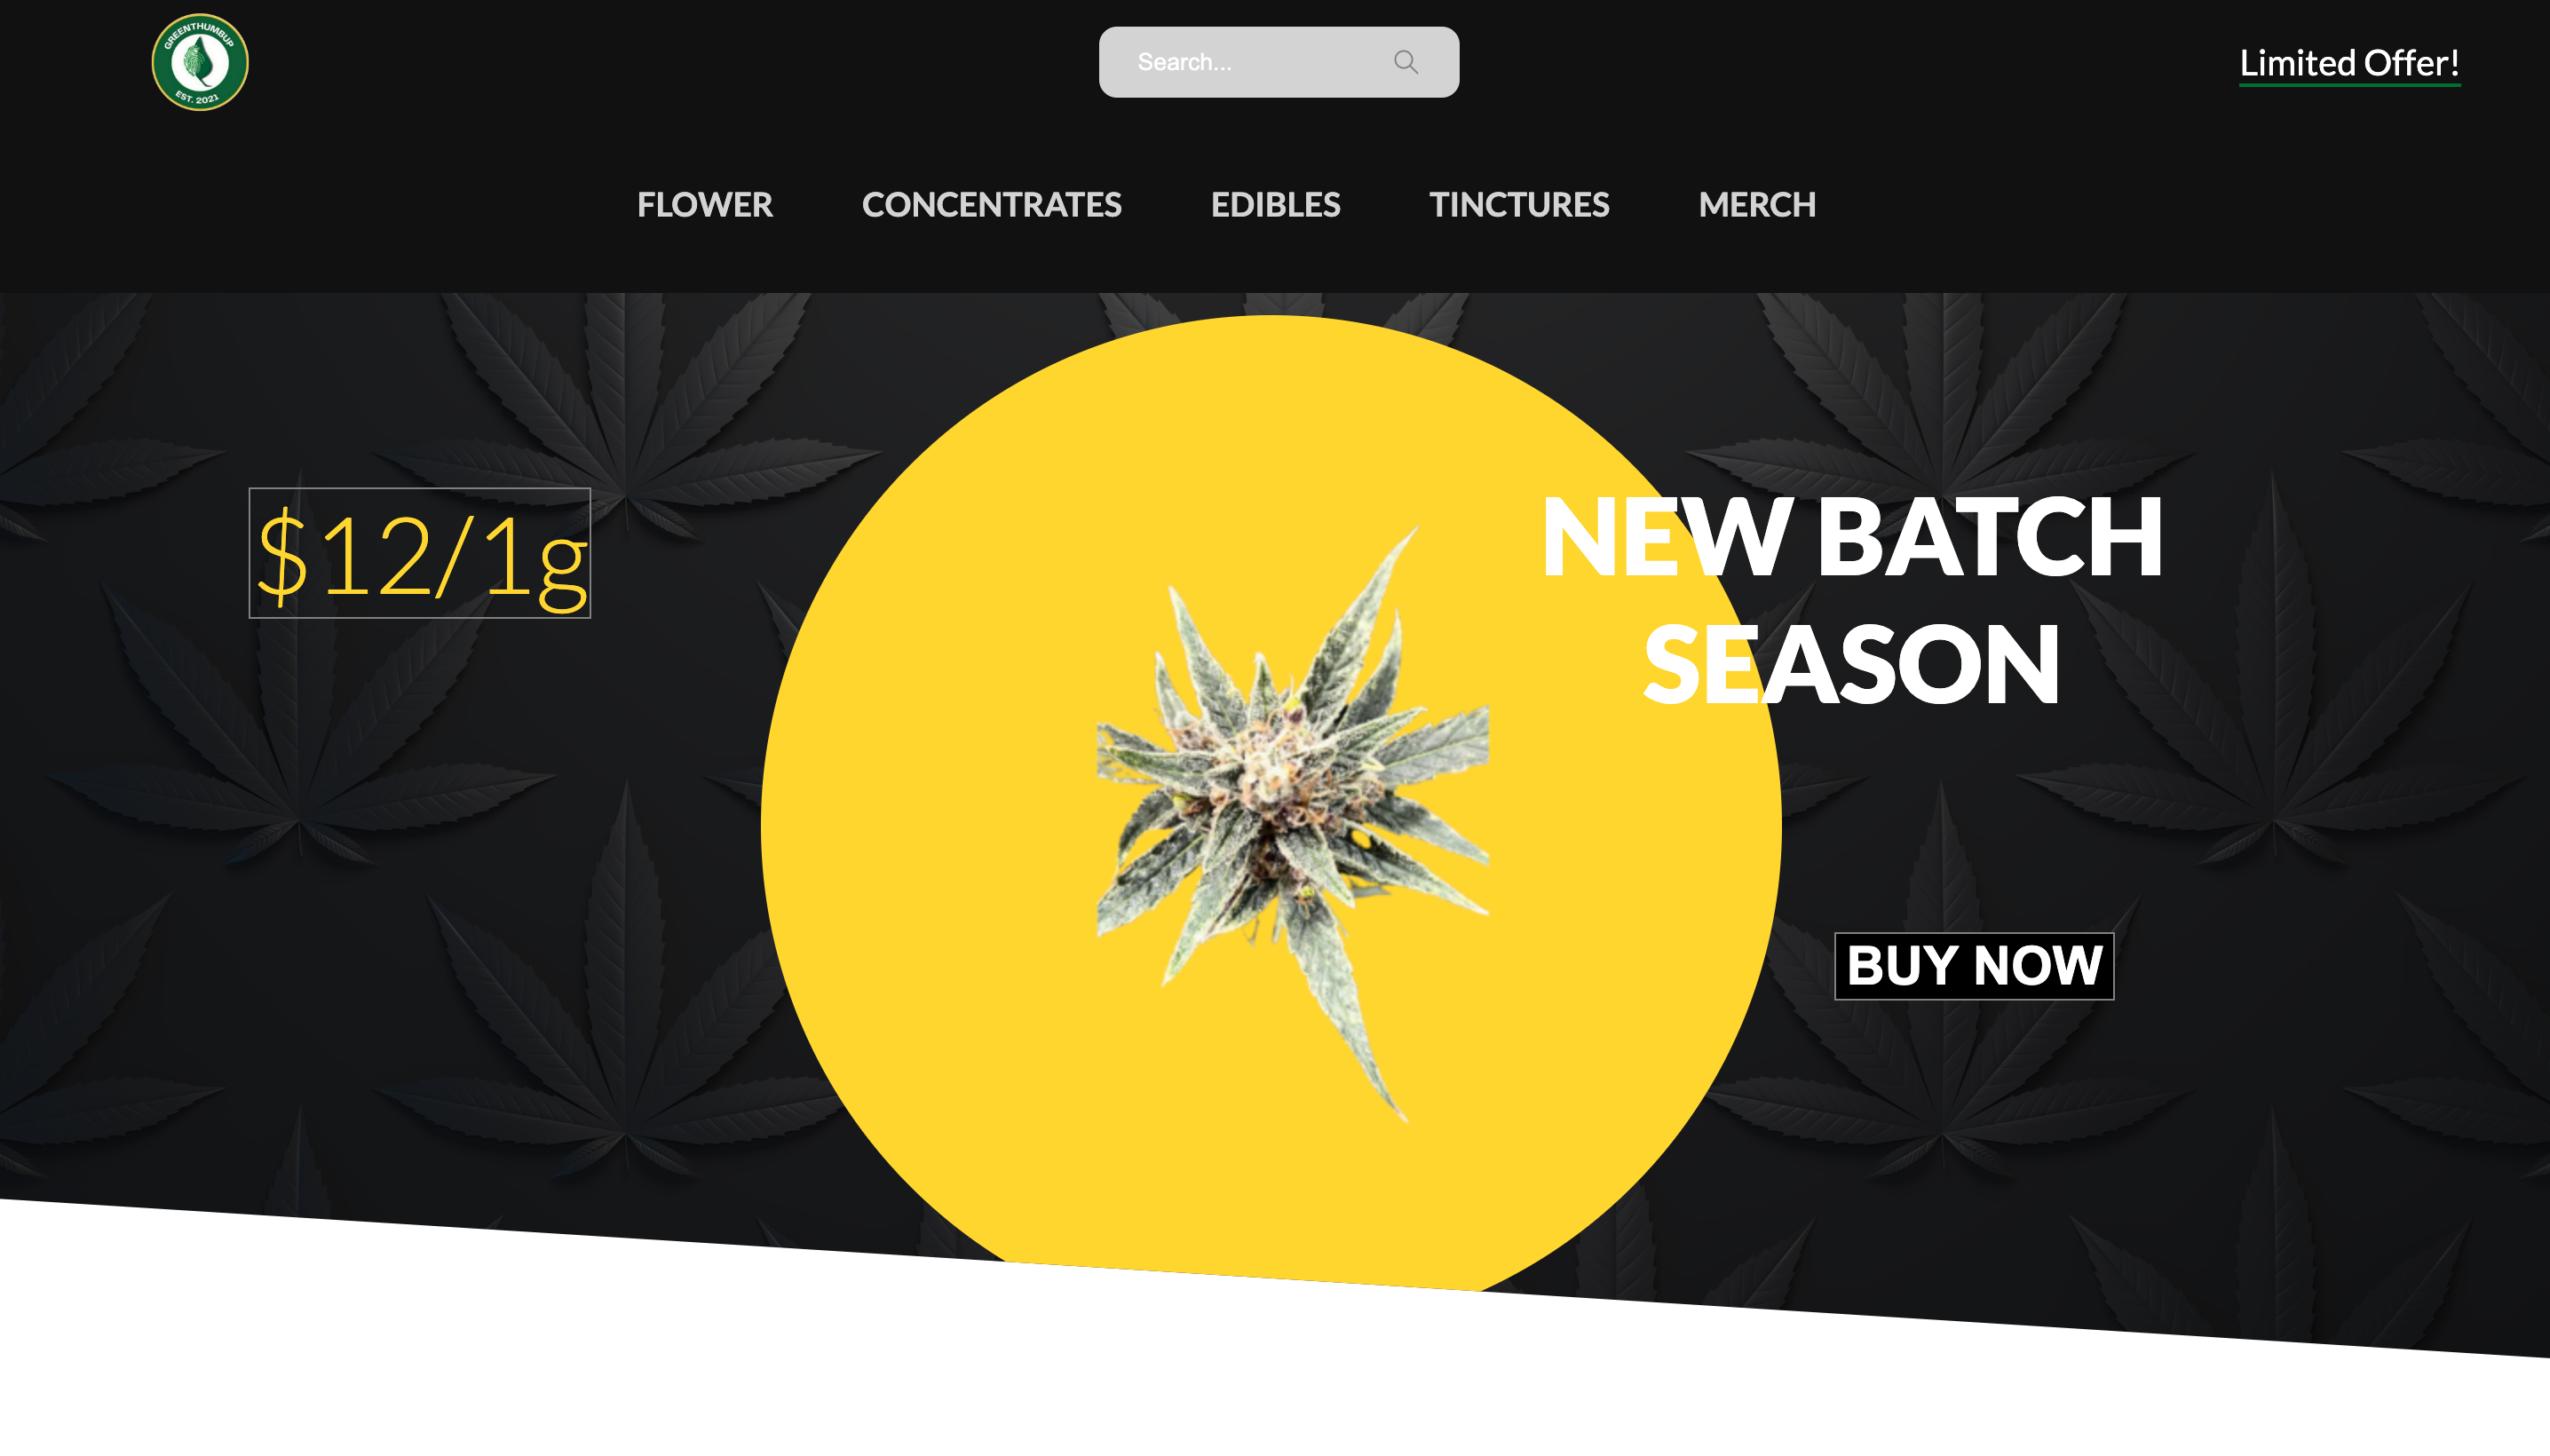 GREENTHUMBUP
EST. 2021
Search...
Limited Offer!
FLOWER CONCENTRATES EDIBLES TINCTURES MERCH
$12/1g
NEW BATCH
SEASON
BUY NOW